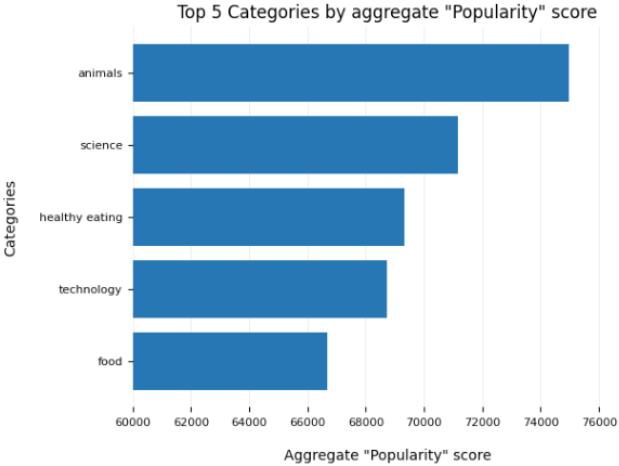 Top 5 Categories by aggregate "Popularity" score
animals
science
healthy eating
technology
food
Categories
60000 62000 64000 66000 68000 70000 72000 74000 76000
Aggregate "Popularity" score